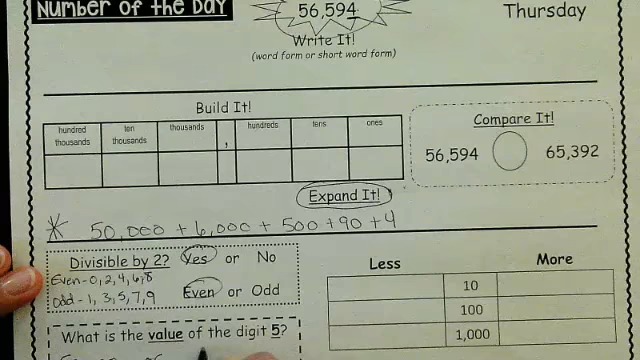 Number of the Day
56,594
Thursday
Write It!
(word form or short word form)
Build It!
hundred thousands
ten thousands
thousands
,
hundreds
tens
ones
Compare It!
56,594
65,392
Expand It!
* 50,000 + 6,000 + 500 + 90 + 4
Divisible by 2? Yes or No
Even - 0, 2, 4, 6, 8
Odd - 1, 3, 5, 7, 9
Even or Odd
Less
More
10
100
1,000
What is the value of the digit 5?